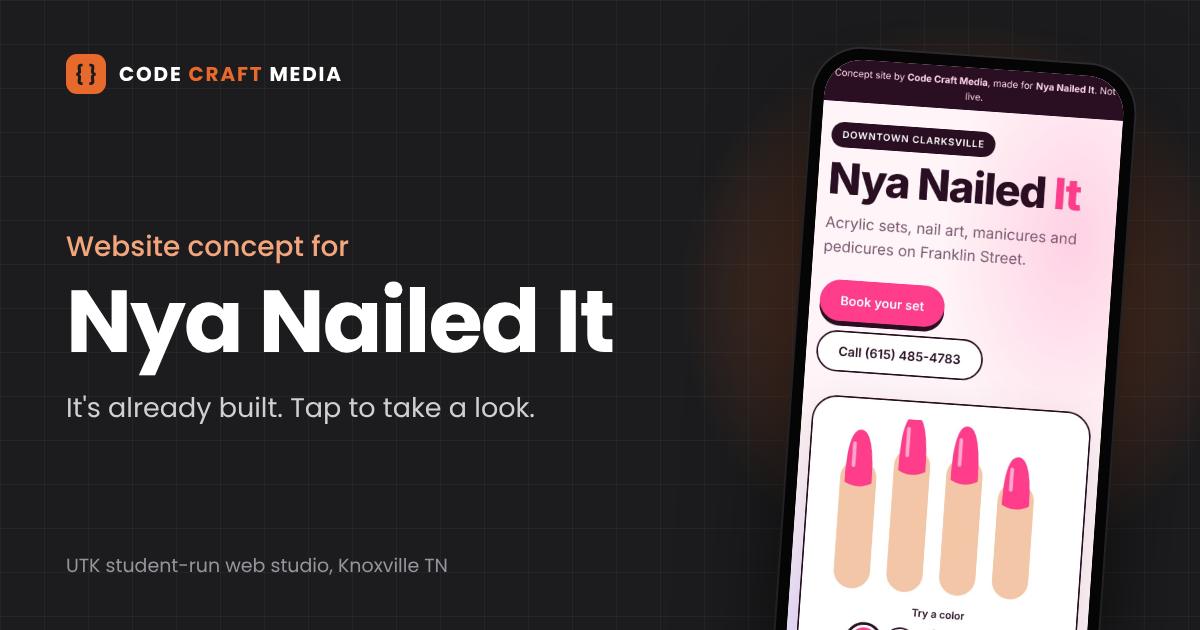 { } CODE CRAFT MEDIA
Website concept for
Nya Nailed It
It's already built. Tap to take a look.
UTK student-run web studio, Knoxville TN
Concept site by Code Craft Media, made for Nya Nailed It. Not
live.
DOWNTOWN CLARKSVILLE
Nya Nailed It
Acrylic sets, nail art, manicures and
pedicures on Franklin Street.
Book your set
Call (615) 485-4783
Try a color